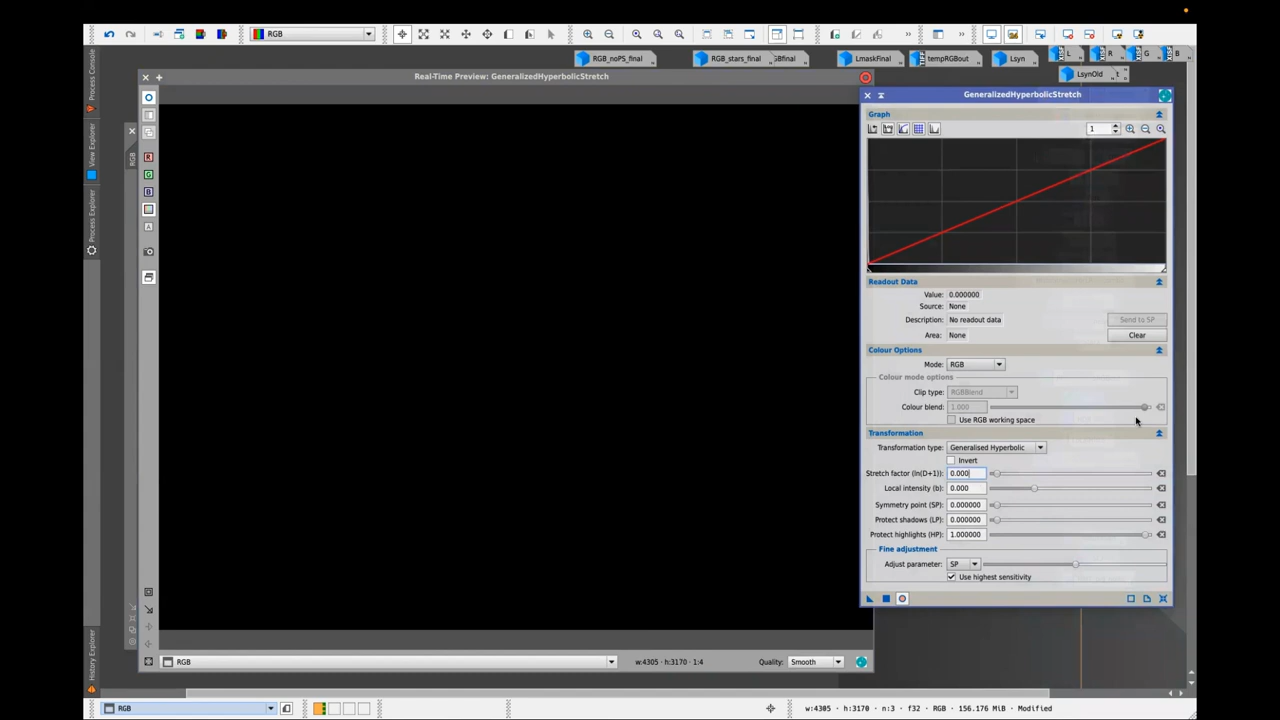 RGB
RGB_noPS_final
RGB_stars_final
LmaskFinal
tempRGBout
Lsyn
L
R
G
B
LsynOld
Process Console
View Explorer
Process Explorer
History Explorer
Real-Time Preview: GeneralizedHyperbolicStretch
RGB
R
G
B
A
GeneralizedHyperbolicStretch
Graph
1
Readout Data
Value: 0.000000
Source: None
Description: No readout data Send to SP
Area: None Clear
Colour Options
Mode: RGB
Colour mode options
Clip type: RGBBlend
Colour blend: 1.000
Use RGB working space
Transformation
Transformation type: Generalised Hyperbolic
Invert
Stretch factor (ln(D+1)): 0.000
Local intensity (b): 0.000
Symmetry point (SP): 0.000000
Protect shadows (LP): 0.000000
Protect highlights (HP): 1.000000
Fine adjustment
Adjust parameter: SP
Use highest sensitivity
RGB w:4305 · h:3170 · 1:4 Quality: Smooth
RGB w:4305 · h:3170 · n:3 · f32 · RGB · 156.176 MiB · Modified